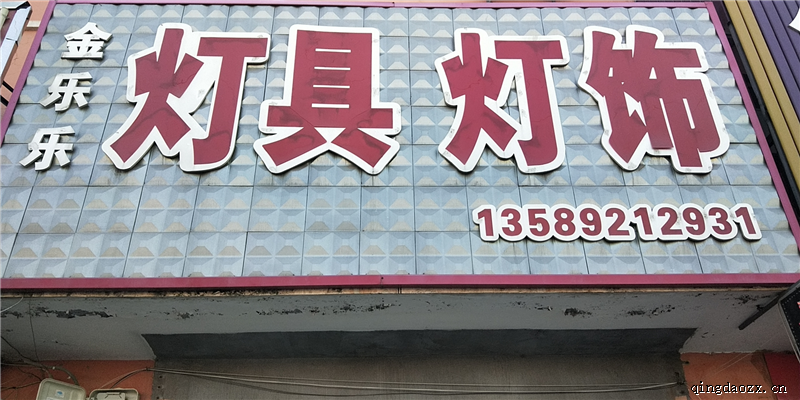 金乐乐
灯具 灯饰
13589212931
qingdaozx.cn